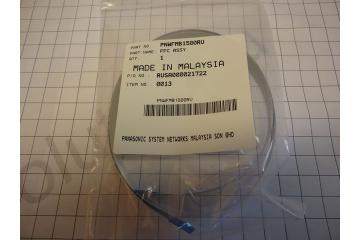 PART NO. : PNWFMB1500RU
PART NAME: FFC ASSY
QTY. : 1
MADE IN MALAYSIA
P/O NO : RUSA000021722
ITEM NO : 0013
PNWFMB1500RU
PANASONIC SYSTEM NETWORKS MALAYSIA SDN BHD